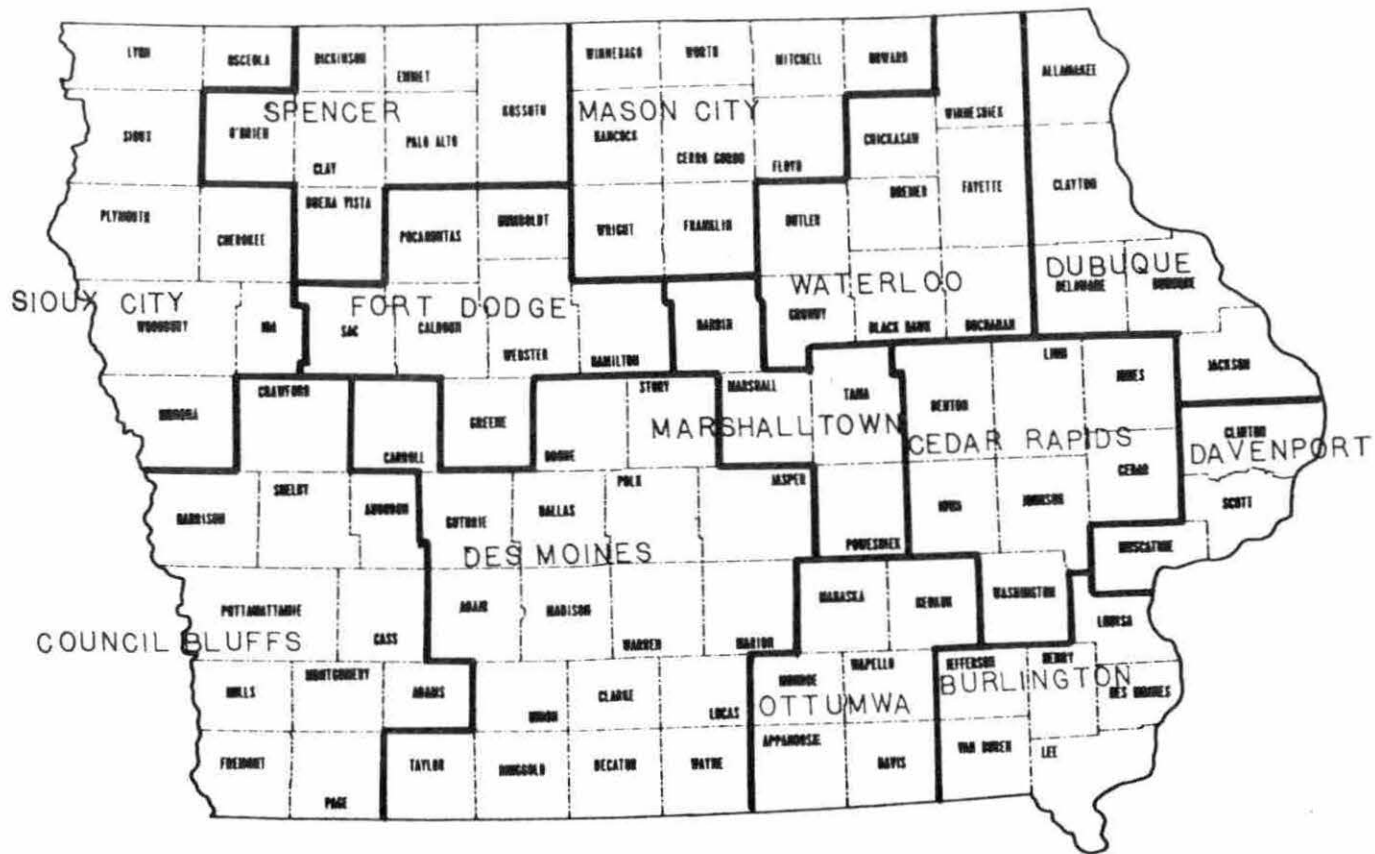 LYON OSCEOLA DICKINSON EMMET WINNEBAGO WORTH MITCHELL HOWARD ALLAMAKEE
SPENCER KOSSUTH MASON CITY WINNESHIEK
SIOUX O'BRIEN PALO ALTO HANCOCK CERRO GORDO CHICKASAW
CLAY FLOYD
PLYMOUTH CHEROKEE BUENA VISTA POCAHONTAS HUMBOLDT WRIGHT FRANKLIN BUTLER BREMER FAYETTE CLAYTON
SIOUX CITY FORT DODGE WATERLOO DUBUQUE
WOODBURY IDA SAC CALHOUN WEBSTER HAMILTON HARDIN GRUNDY BLACK HAWK BUCHANAN DELAWARE DUBUQUE
MONONA CRAWFORD CARROLL GREENE BOONE STORY MARSHALL TAMA BENTON LINN JONES JACKSON
MARSHALLTOWN CEDAR RAPIDS DAVENPORT
CLINTON
HARRISON SHELBY AUDUBON GUTHRIE DALLAS POLK JASPER POWESHIEK IOWA JOHNSON CEDAR SCOTT
DES MOINES MUSCATINE
POTTAWATTAMIE CASS ADAIR MADISON WARREN MARION MAHASKA KEOKUK WASHINGTON LOUISA
COUNCIL BLUFFS
MILLS MONTGOMERY ADAMS UNION CLARKE LUCAS MONROE WAPELLO JEFFERSON HENRY DES MOINES
OTTUMWA BURLINGTON
FREMONT PAGE TAYLOR RINGGOLD DECATUR WAYNE APPANOOSE DAVIS VAN BUREN LEE